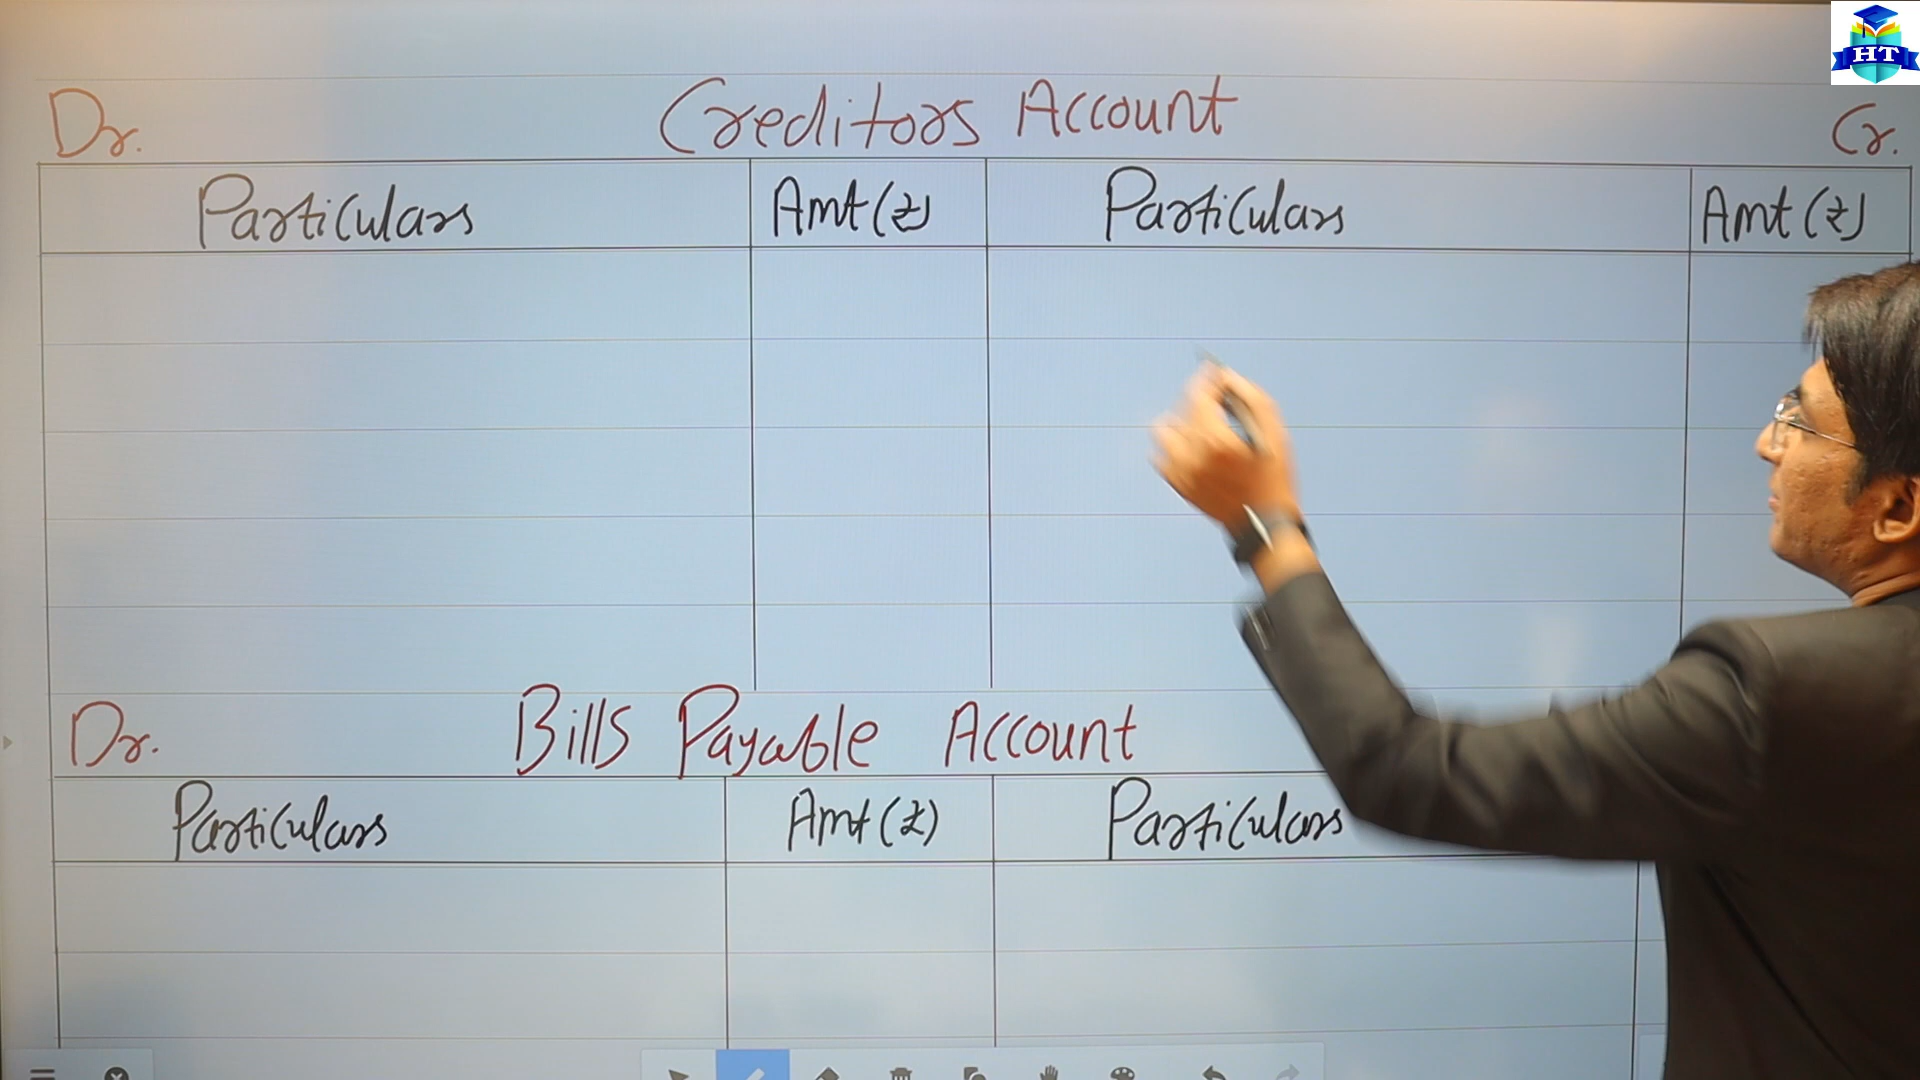 HT
Dr. Creditors Account Cr.
Particulars Amt (₹) Particulars Amt (₹)
Dr. Bills Payable Account
Particulars Amt (₹) Particulars